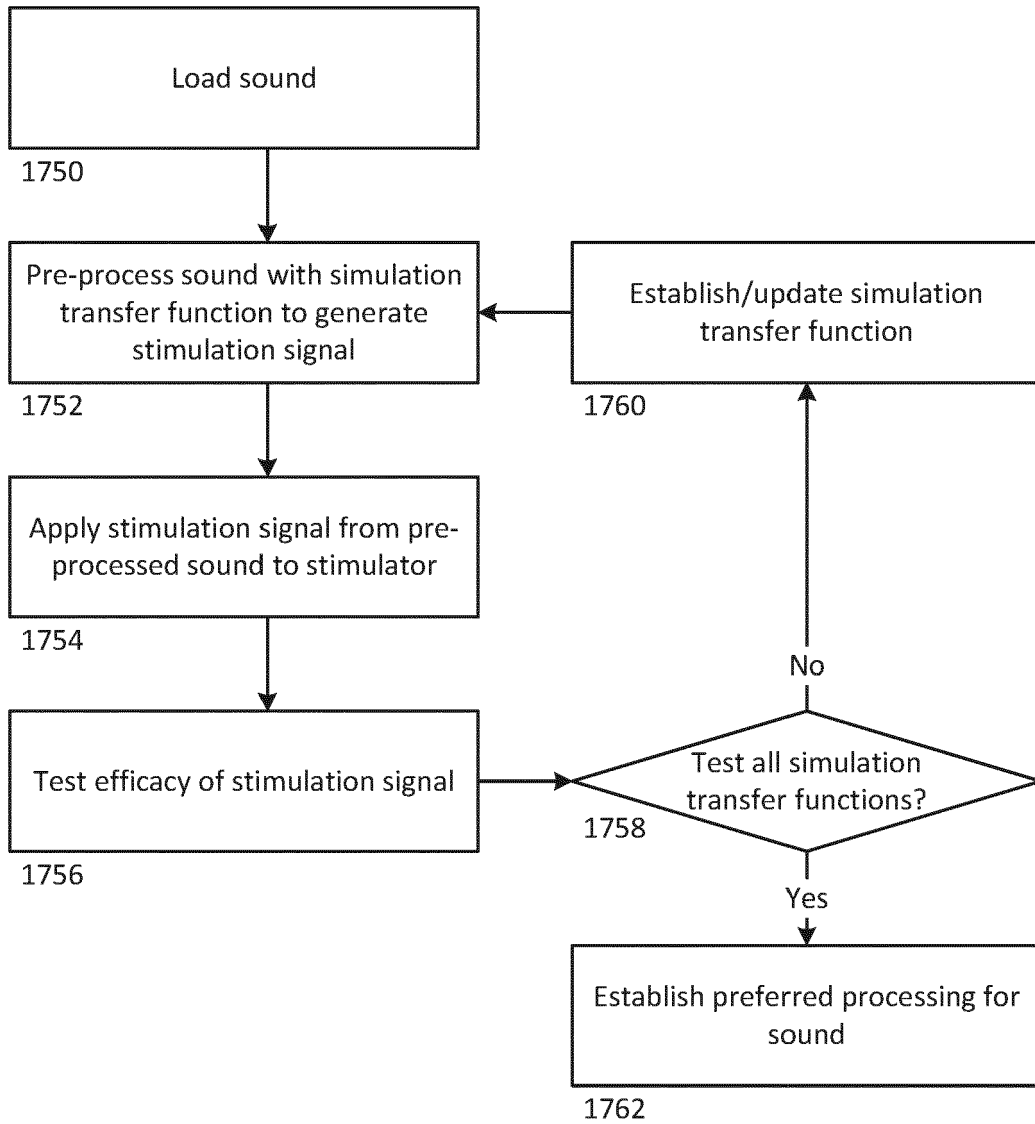 Load sound
1750
Pre-process sound with simulation
transfer function to generate
stimulation signal
1752
Establish/update simulation
transfer function
1760
Apply stimulation signal from pre-
processed sound to stimulator
1754
Test efficacy of stimulation signal
1756
No
Test all simulation
transfer functions?
1758
Yes
Establish preferred processing for
sound
1762